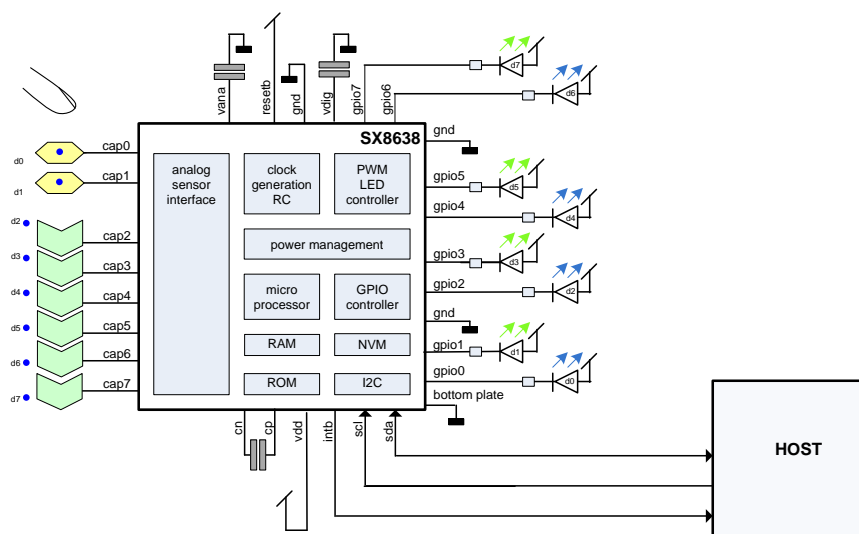 vana
resetb
gnd
vdig
gpio7
gpio6
d7
d6
SX8638
gnd
d0
cap0
d1
cap1
analog
sensor
interface
clock
generation
RC
PWM
LED
controller
gpio5
d5
gpio4
d4
d2
cap2
d3
cap3
d4
cap4
d5
cap5
d6
cap6
d7
cap7
power management
gpio3
d3
gpio2
d2
micro
processor
GPIO
controller
gnd
RAM
NVM
gpio1
d1
ROM
I2C
gpio0
d0
bottom plate
cn
cp
vdd
intb
scl
sda
HOST